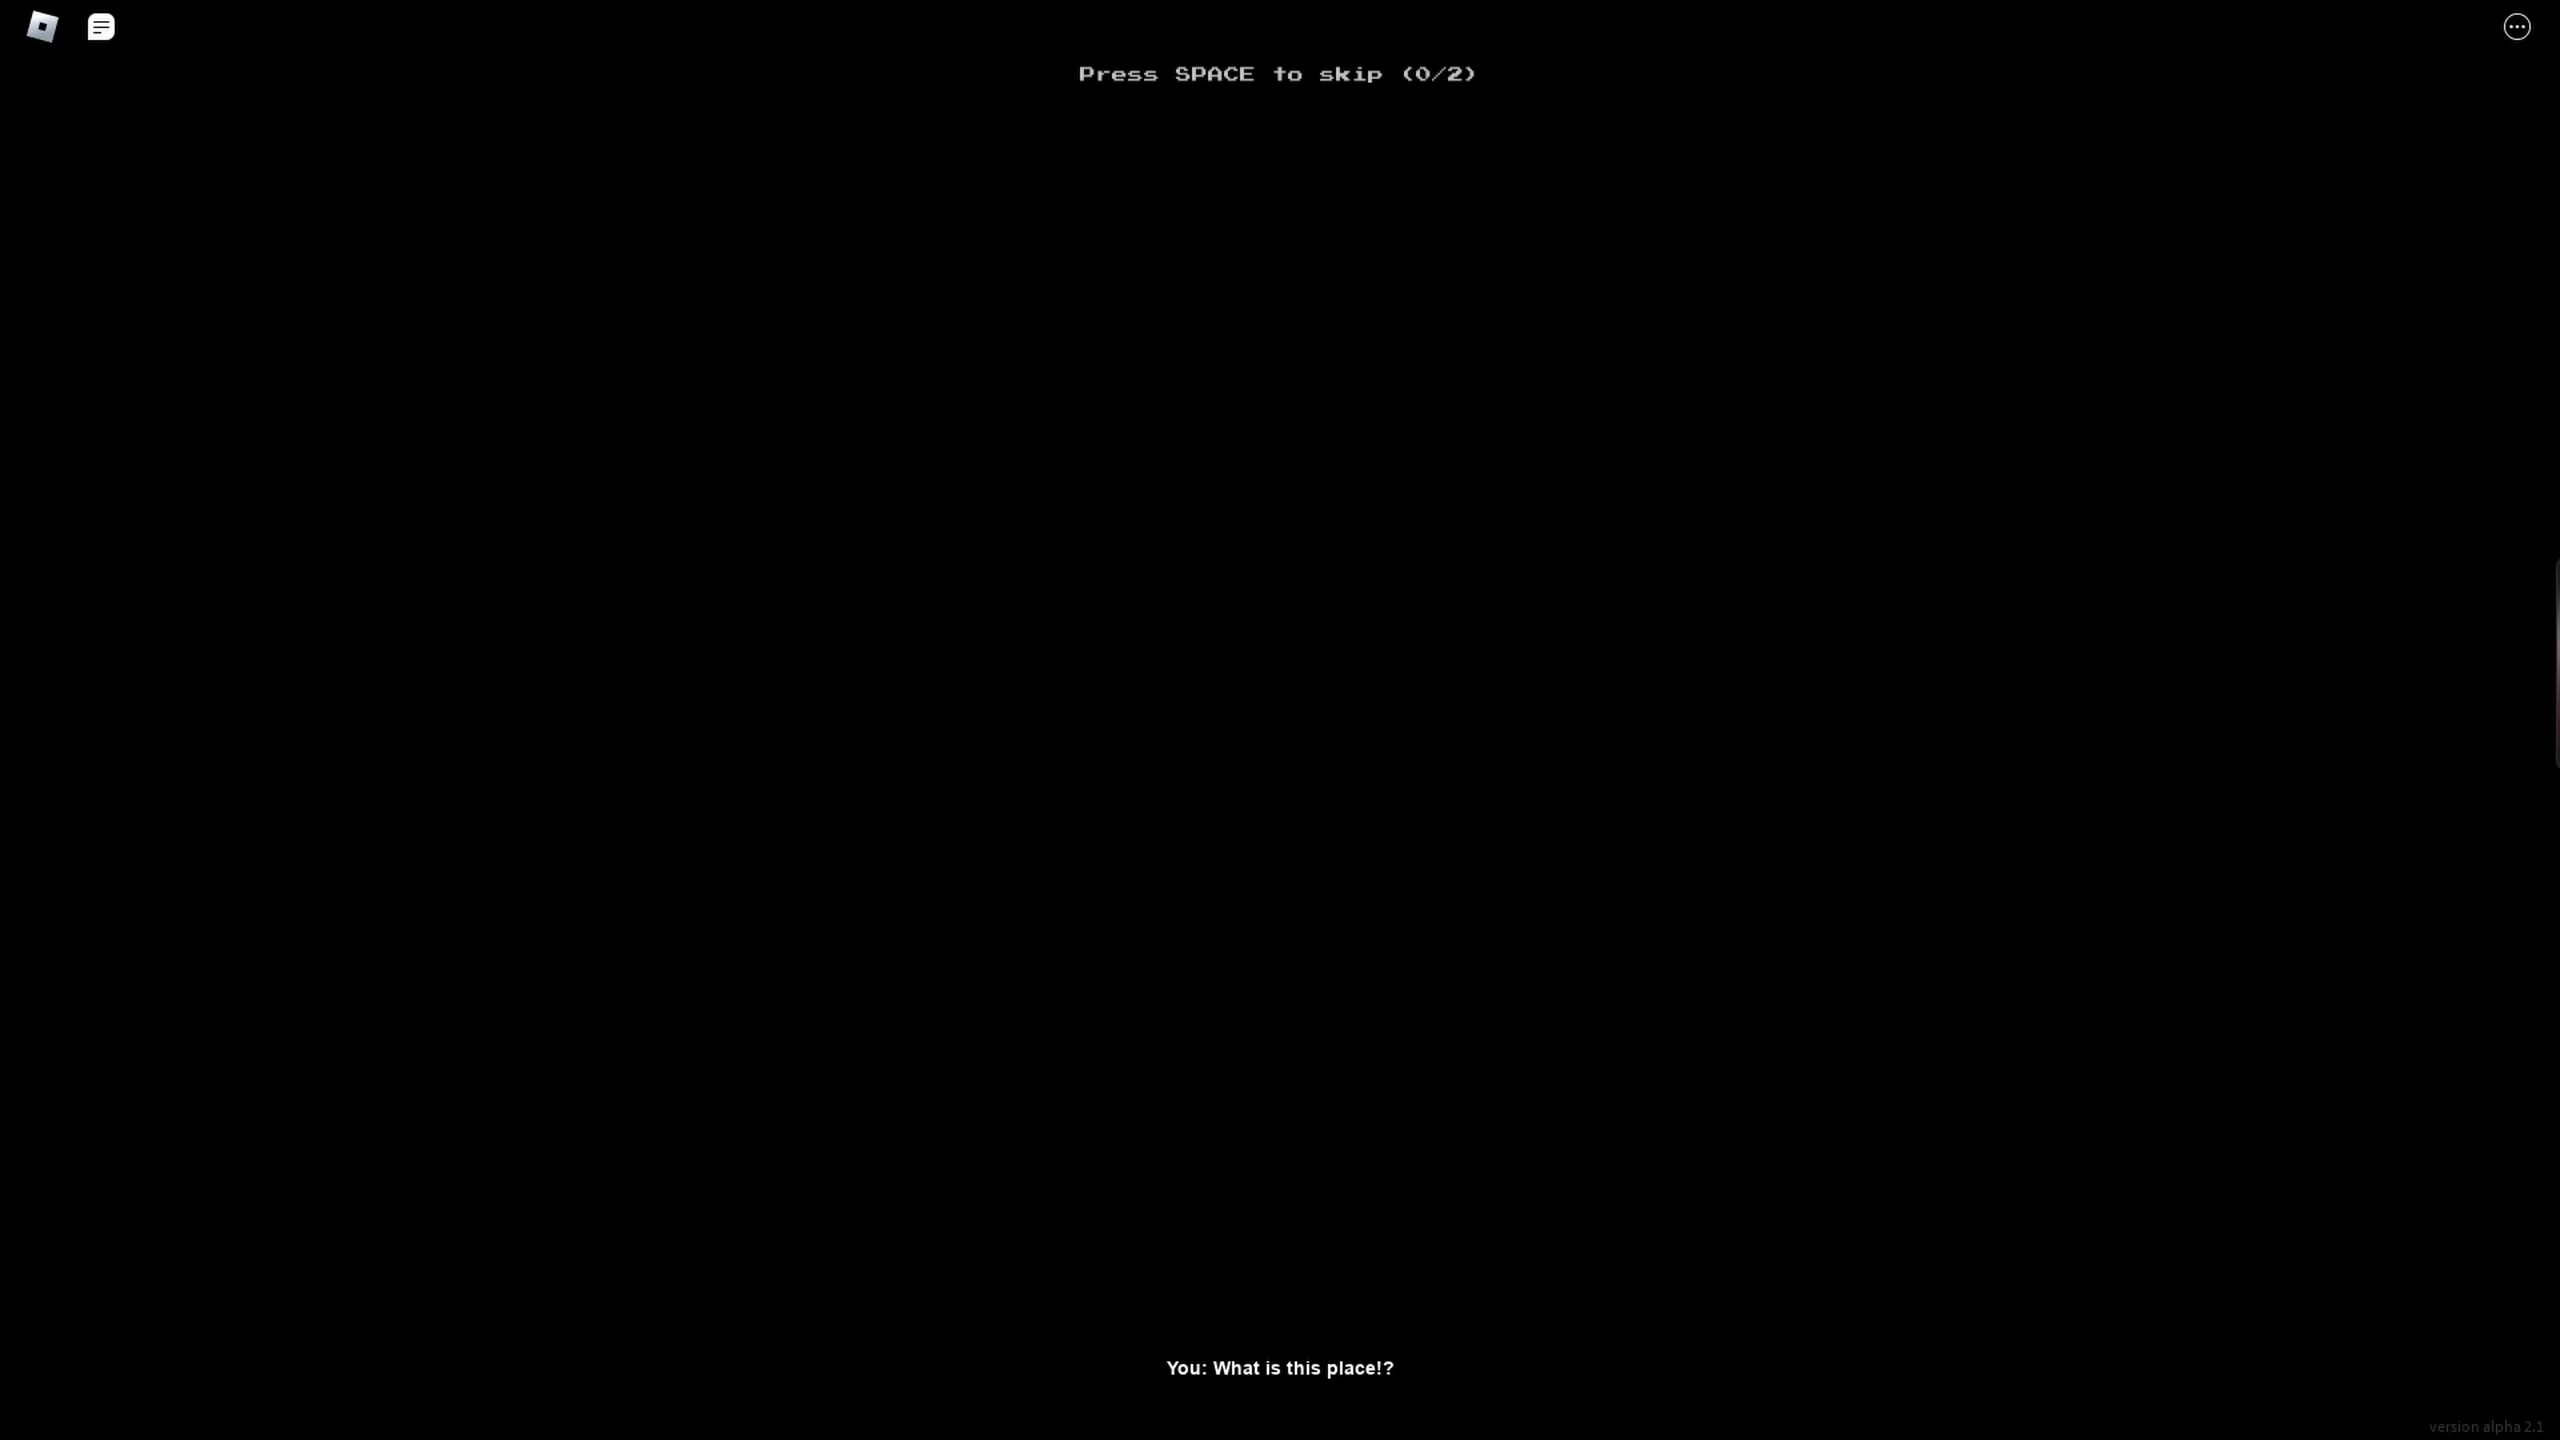 Press SPACE to skip (0/2)
You: What is this place!?
version alpha 2.1